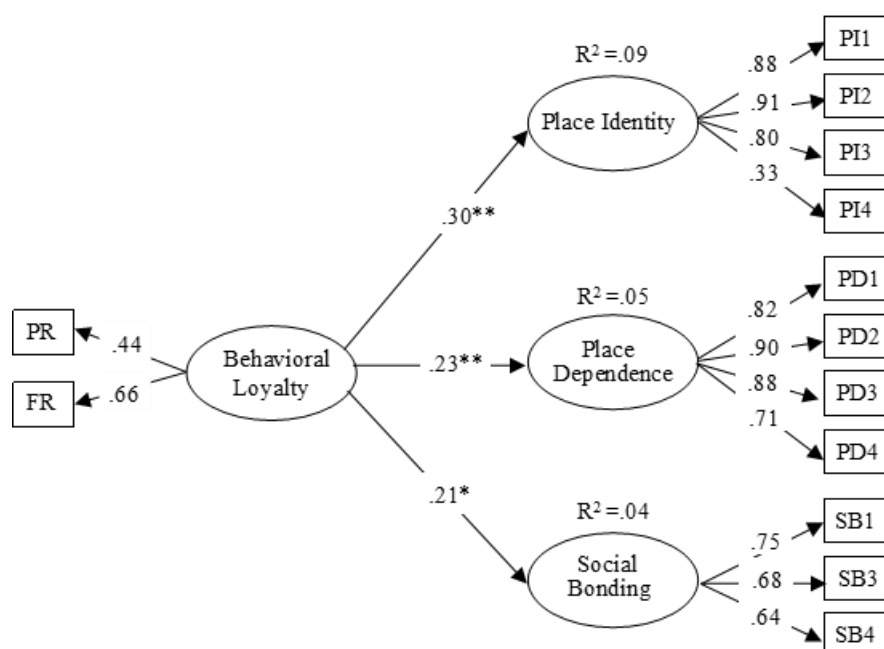 R² =.09
Place Identity
.88
.91
.80
.33
PI1
PI2
PI3
PI4
.30**
PR
FR
.44
.66
Behavioral
Loyalty
.23**
R² =.05
Place
Dependence
.82
.90
.88
.71
PD1
PD2
PD3
PD4
.21*
R² =.04
Social
Bonding
.75
.68
.64
SB1
SB3
SB4